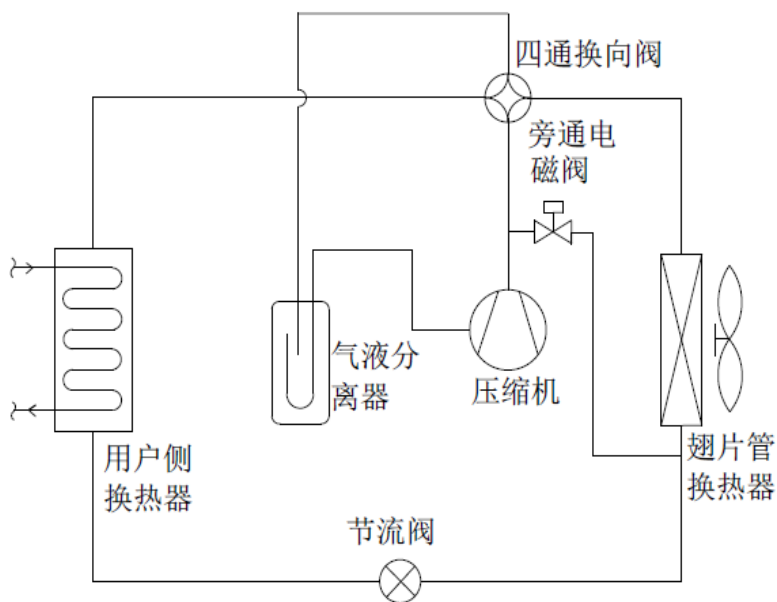 四通换向阀
旁通电
磁阀
气液分
离器
压缩机
用户侧
换热器
翅片管
换热器
节流阀